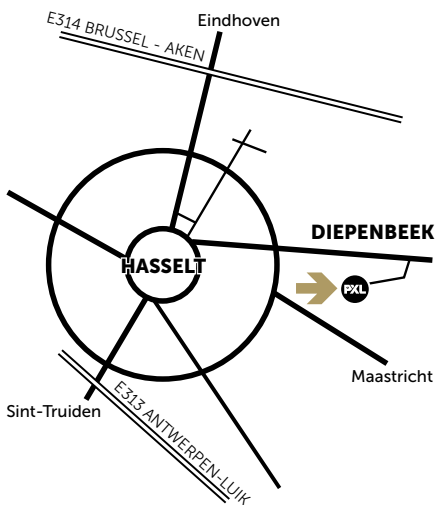 Eindhoven
E314 BRUSSEL - AKEN
DIEPENBEEK
HASSELT
PXL
Maastricht
Sint-Truiden
E313 ANTWERPEN-LUIK